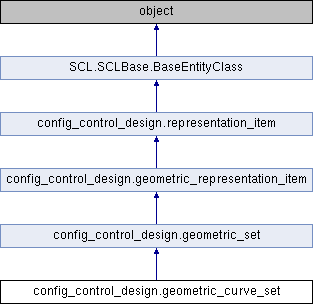 object
SCL.SCLBase.BaseEntityClass
config_control_design.representation_item
config_control_design.geometric_representation_item
config_control_design.geometric_set
config_control_design.geometric_curve_set